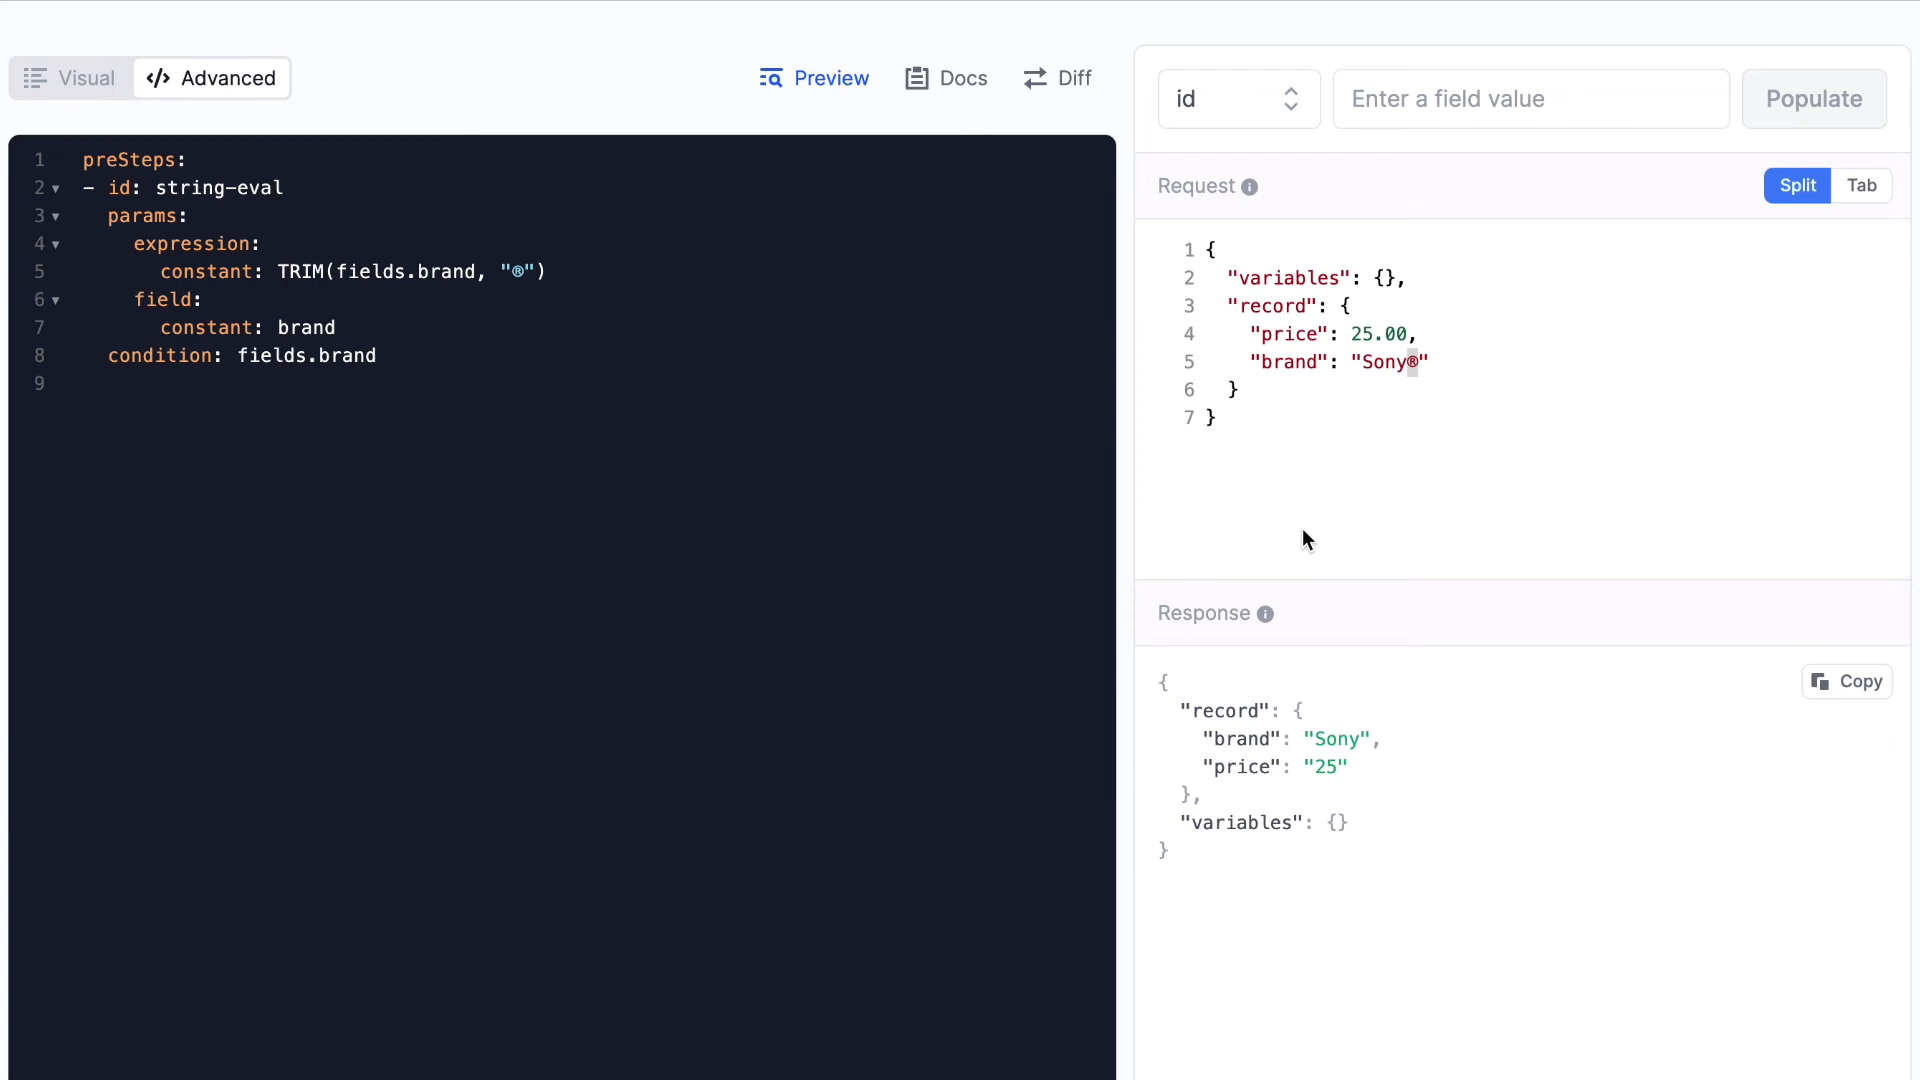 Visual
Advanced
Preview
Docs
Diff
1 preSteps:
2 - id: string-eval
3 params:
4 expression:
5 constant: TRIM(fields.brand, "®")
6 field:
7 constant: brand
8 condition: fields.brand
9
id
Enter a field value
Populate
Request
Split
Tab
1 {
2 "variables": {},
3 "record": {
4 "price": 25.00,
5 "brand": "Sony®"
6 }
7 }
Response
Copy
{
"record": {
"brand": "Sony",
"price": "25"
},
"variables": {}
}